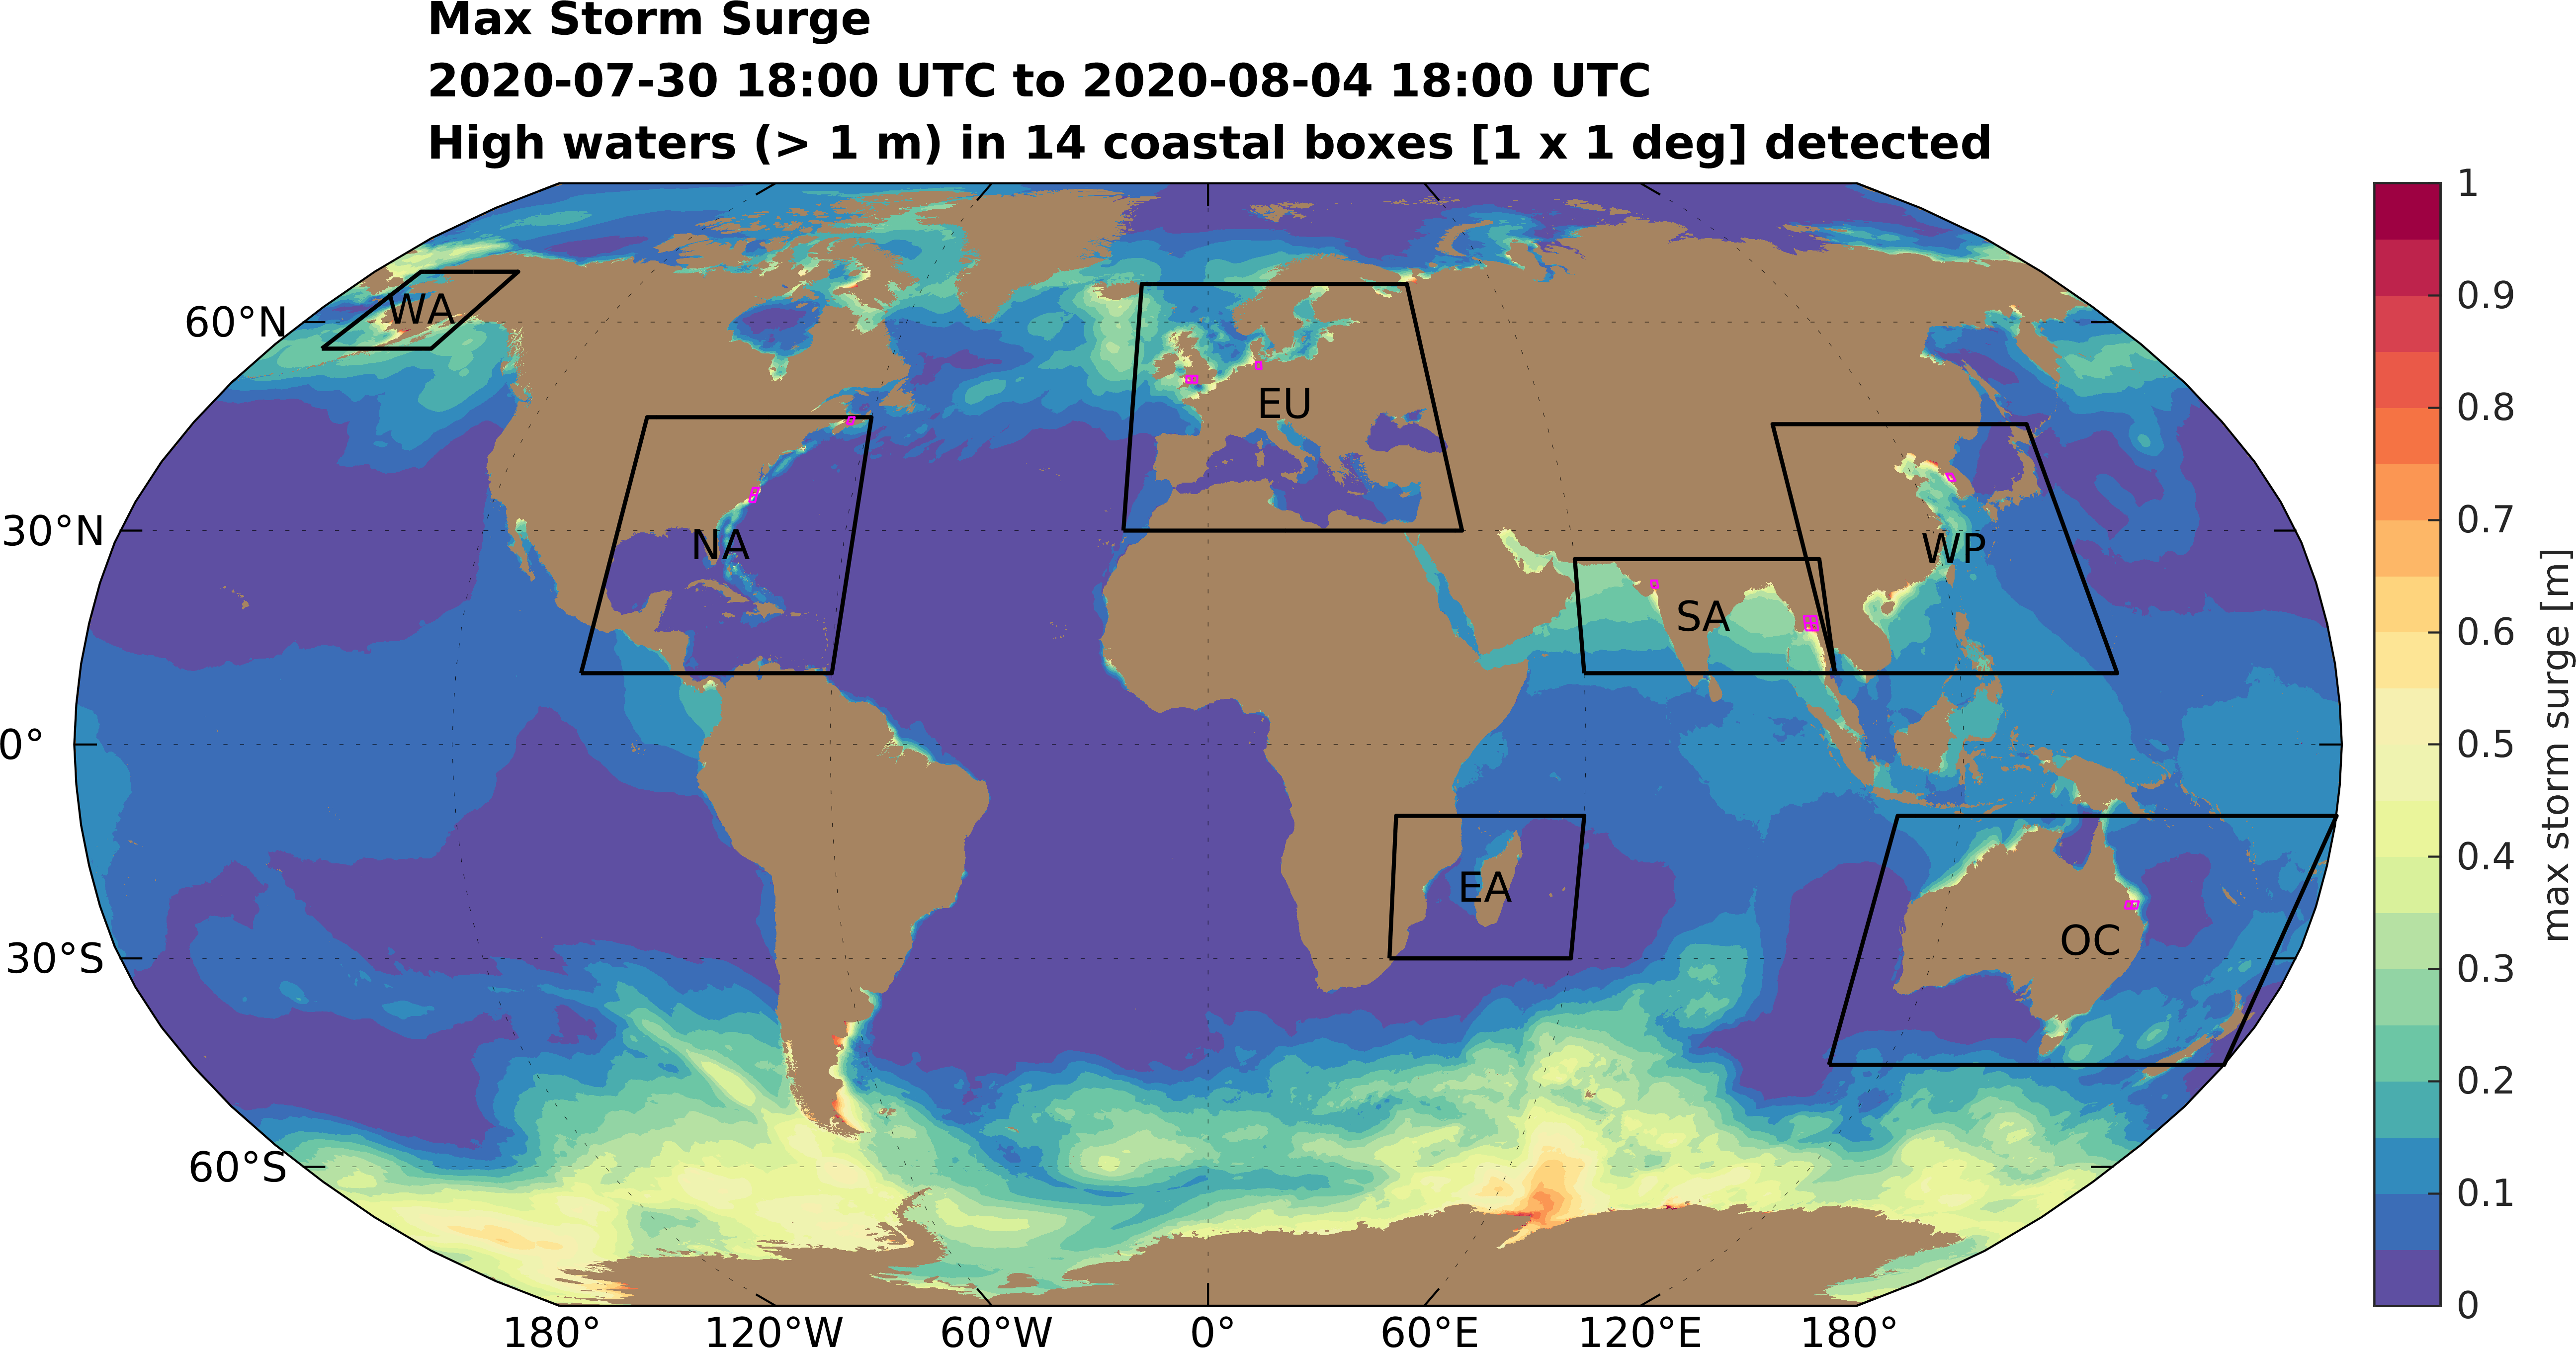 Max Storm Surge
2020-07-30 18:00 UTC to 2020-08-04 18:00 UTC
High waters (> 1 m) in 14 coastal boxes [1 x 1 deg] detected
WA
EU
NA
WP
SA
EA
OC
60°N
30°N
0°
30°S
60°S
180°
120°W
60°W
0°
60°E
120°E
180°
1
0.9
0.8
0.7
0.6
0.5
0.4
0.3
0.2
0.1
0
max storm surge [m]